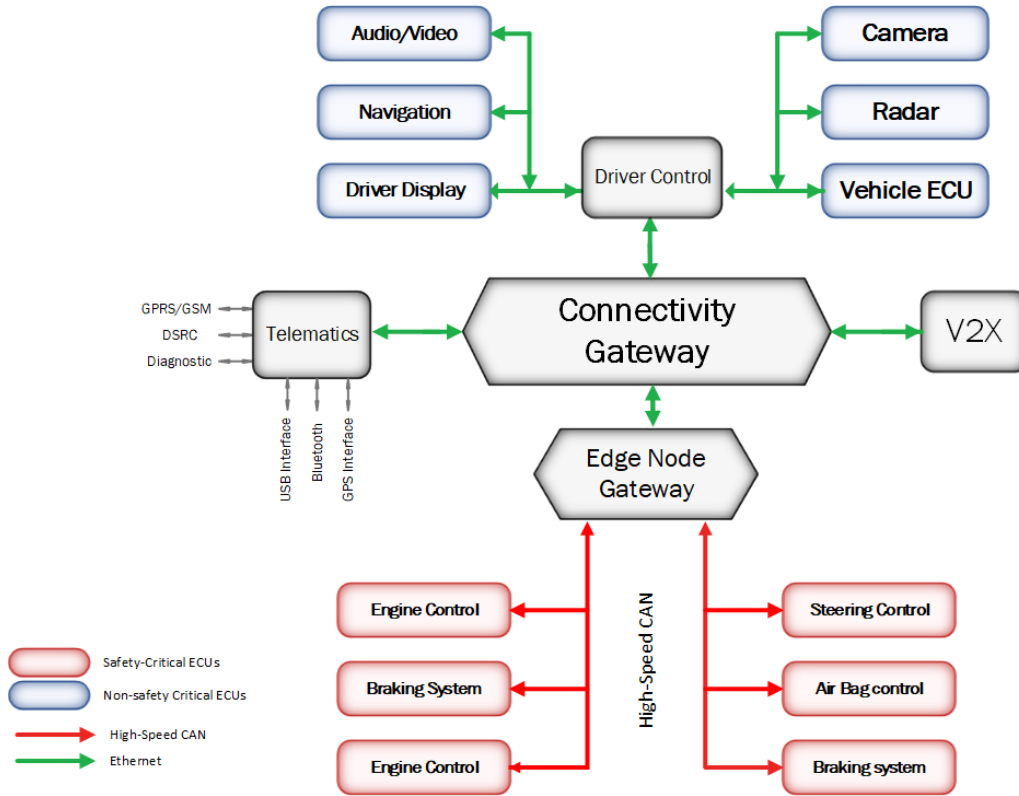 Audio/Video
Camera
Navigation
Radar
Driver Display
Driver Control
Vehicle ECU
GPRS/GSM
DSRC
Diagnostic
Telematics
Connectivity
Gateway
V2X
USB Interface
Bluetooth
GPS Interface
Edge Node
Gateway
High-Speed CAN
Engine Control
Steering Control
Braking System
Air Bag control
Engine Control
Braking system
Safety-Critical ECUs
Non-safety Critical ECUs
High-Speed CAN
Ethernet